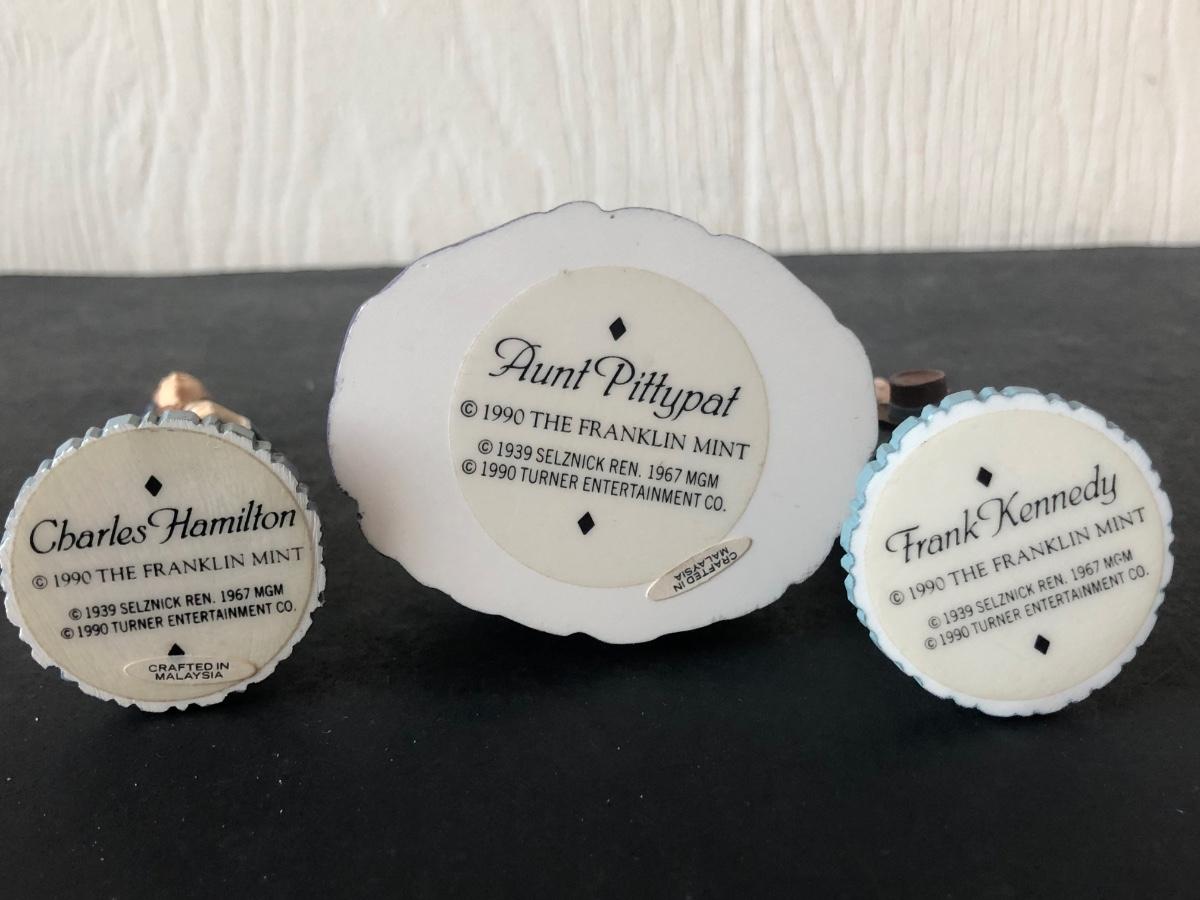 Charles Hamilton
© 1990 THE FRANKLIN MINT
© 1939 SELZNICK REN. 1967 MGM
© 1990 TURNER ENTERTAINMENT CO.
CRAFTED IN
MALAYSIA
Aunt Pittypat
© 1990 THE FRANKLIN MINT
© 1939 SELZNICK REN. 1967 MGM
© 1990 TURNER ENTERTAINMENT CO.
CRAFTED IN
MALAYSIA
Frank Kennedy
© 1990 THE FRANKLIN MINT
© 1939 SELZNICK REN. 1967 MGM
© 1990 TURNER ENTERTAINMENT CO.